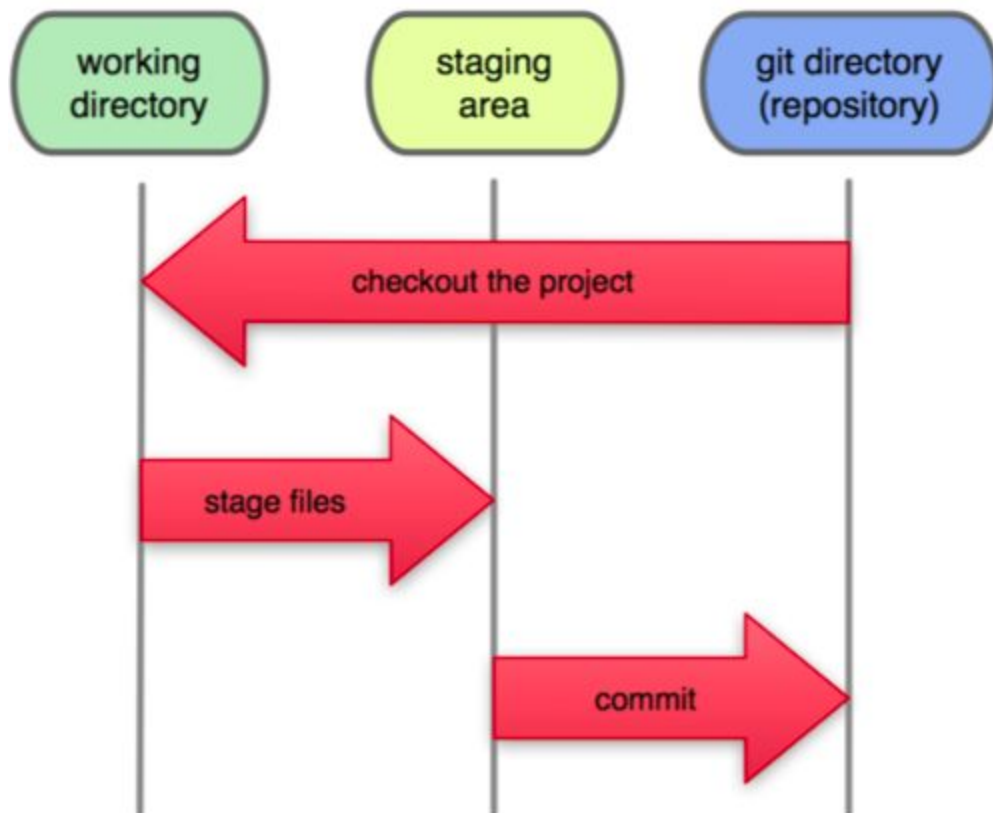 working
directory
staging
area
git directory
(repository)
checkout the project
stage files
commit